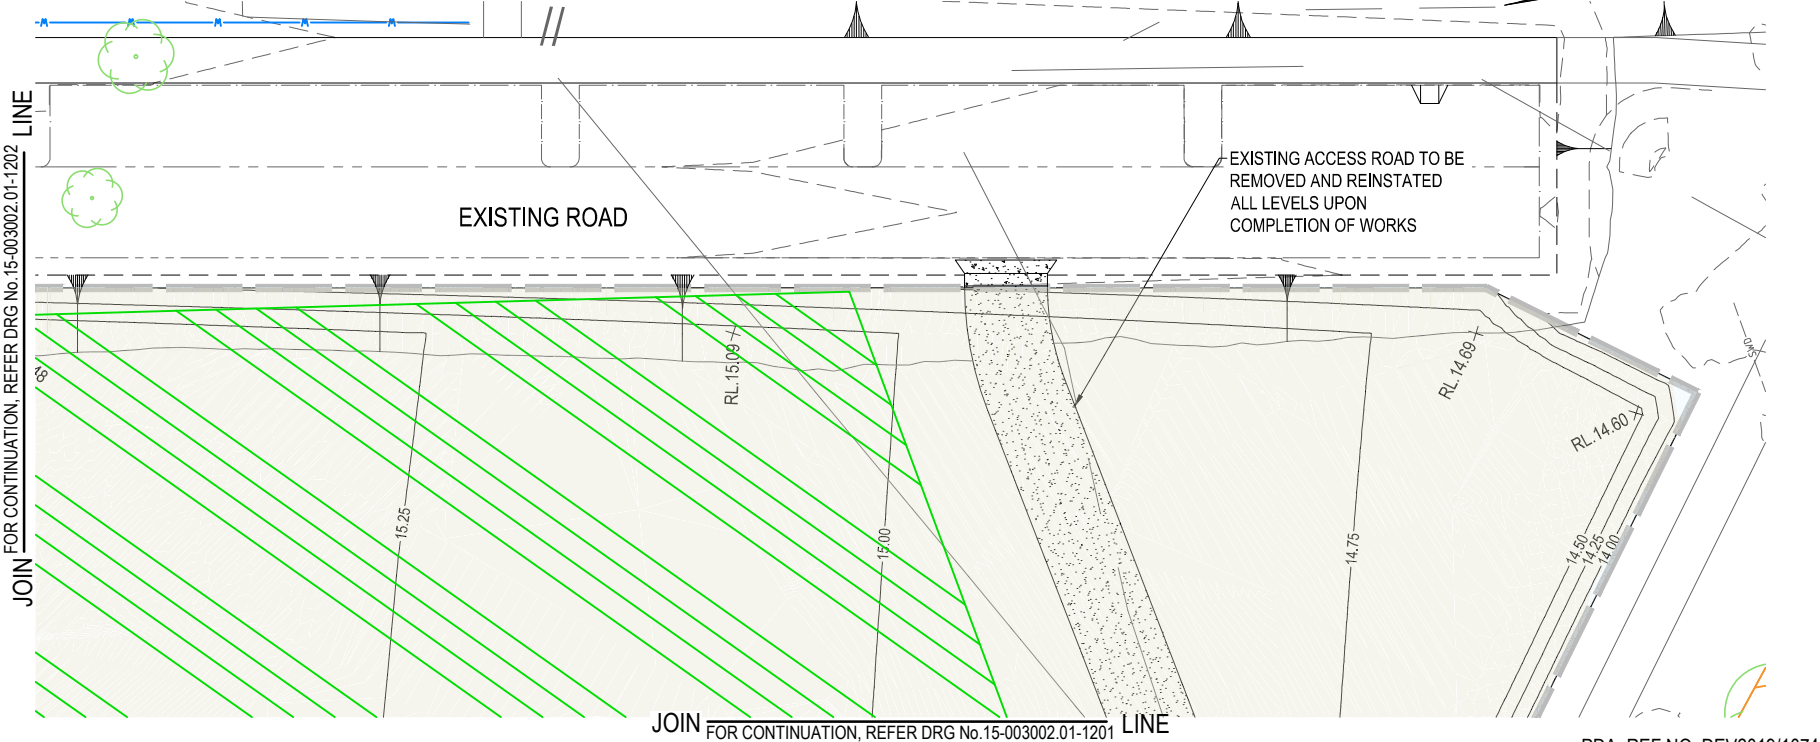 EXISTING ACCESS ROAD TO BE
REMOVED AND REINSTATED
ALL LEVELS UPON
COMPLETION OF WORKS
EXISTING ROAD
JOIN FOR CONTINUATION, REFER DRG No.15-003002.01-1202 LINE
SWD
RL.15.09
RL.14.69
RL.14.60
15.25
15.00
14.75
14.50
14.25
14.00
JOIN FOR CONTINUATION, REFER DRG No.15-003002.01-1201 LINE